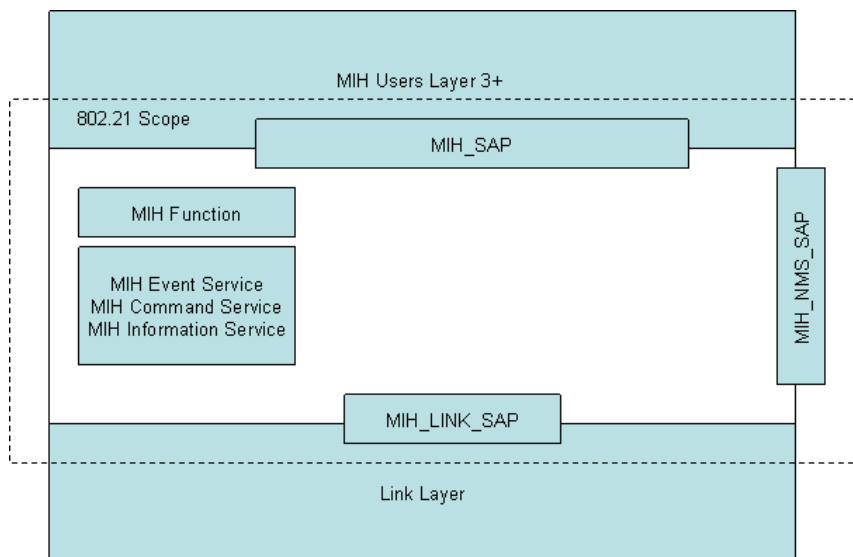 MIH Users Layer 3+
802.21 Scope
MIH_SAP
MIH Function
MIH_NMS_SAP
MIH Event Service
MIH Command Service
MIH Information Service
MIH_LINK_SAP
Link Layer